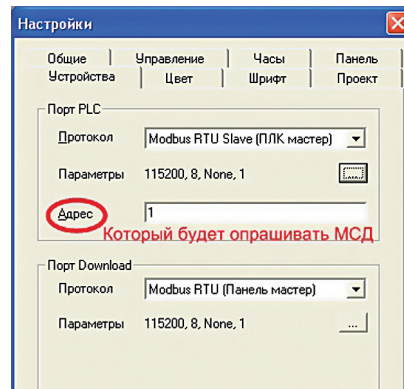 Настройки
Общие Управление Часы Панель
Устройства Цвет Шрифт Проект
Порт PLC
Протокол Modbus RTU Slave (ПЛК мастер)
Параметры 115200, 8, None, 1 ...
Адрес 1
Который будет опрашивать МСД
Порт Download
Протокол Modbus RTU (Панель мастер)
Параметры 115200, 8, None, 1 ...